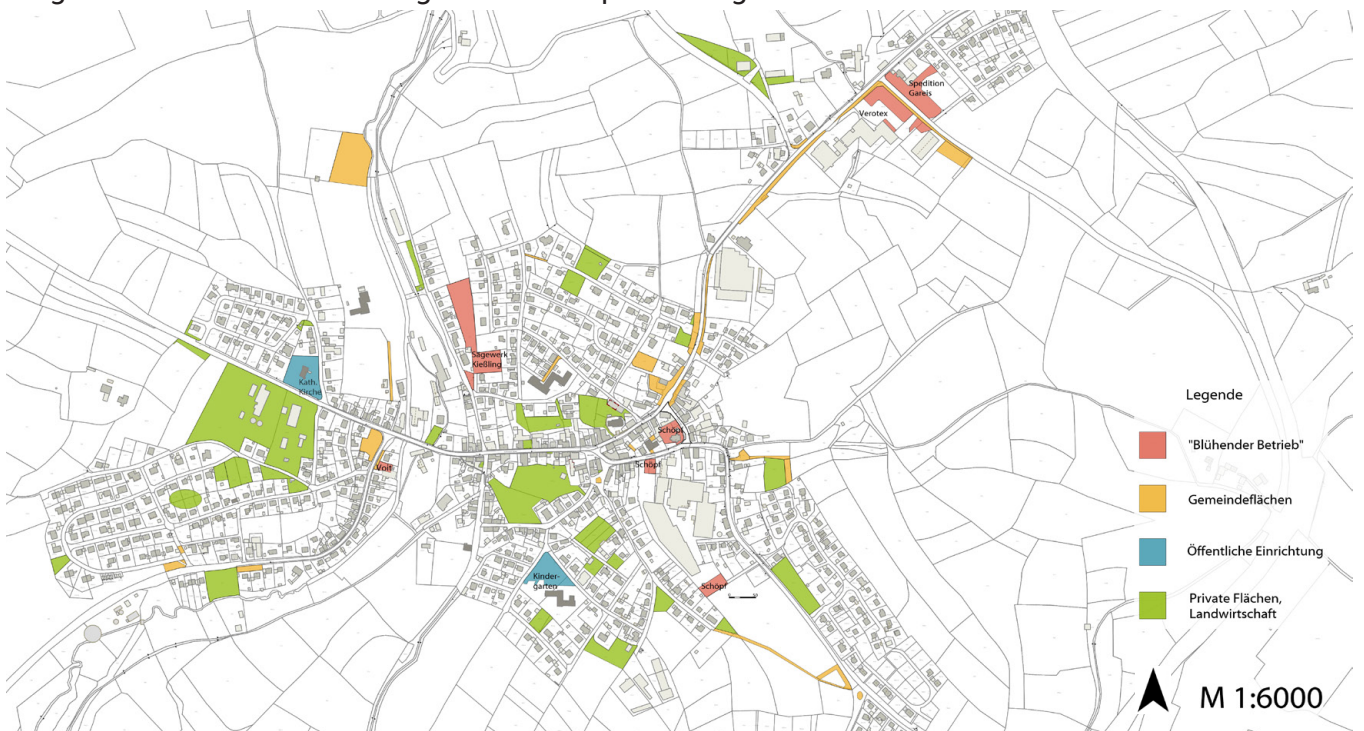 Spedition
Gareis
Verotex
Sägewerk
Kießling
Kath.
Kirche
Schöpf
Schöpf
Voit
Kinder-
garten
Schöpf
Legende
"Blühender Betrieb"
Gemeindeflächen
Öffentliche Einrichtung
Private Flächen,
Landwirtschaft
M 1:6000